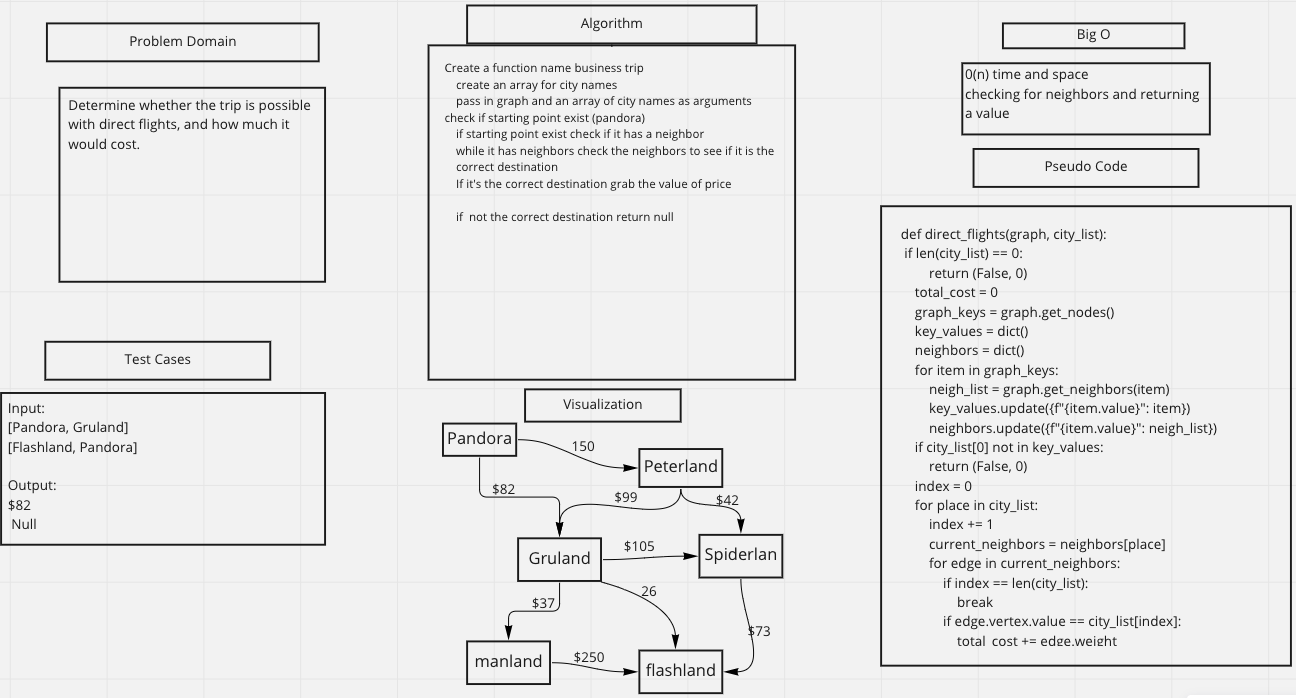 Problem Domain
Determine whether the trip is possible
with direct flights, and how much it
would cost.
Test Cases
Input:
[Pandora, Gruland]
[Flashland, Pandora]
Output:
$82
Null
Algorithm
Create a function name business trip
create an array for city names
pass in graph and an array of city names as arguments
check if starting point exist (pandora)
if starting point exist check if it has a neighbor
while it has neighbors check the neighbors to see if it is the
correct destination
If it's the correct destination grab the value of price
if  not the correct destination return null
Visualization
Pandora
150
Peterland
$82
$99
$42
Gruland
$105
Spiderlan
$37
26
$73
manland
$250
flashland
Big O
0(n) time and space
checking for neighbors and returning
a value
Pseudo Code
def direct_flights(graph, city_list):
if len(city_list) == 0:
return (False, 0)
total_cost = 0
graph_keys = graph.get_nodes()
key_values = dict()
neighbors = dict()
for item in graph_keys:
neigh_list = graph.get_neighbors(item)
key_values.update({f"{item.value}": item})
neighbors.update({f"{item.value}": neigh_list})
if city_list[0] not in key_values:
return (False, 0)
index = 0
for place in city_list:
index += 1
current_neighbors = neighbors[place]
for edge in current_neighbors:
if index == len(city_list):
break
if edge.vertex.value == city_list[index]:
total_cost += edge.weight